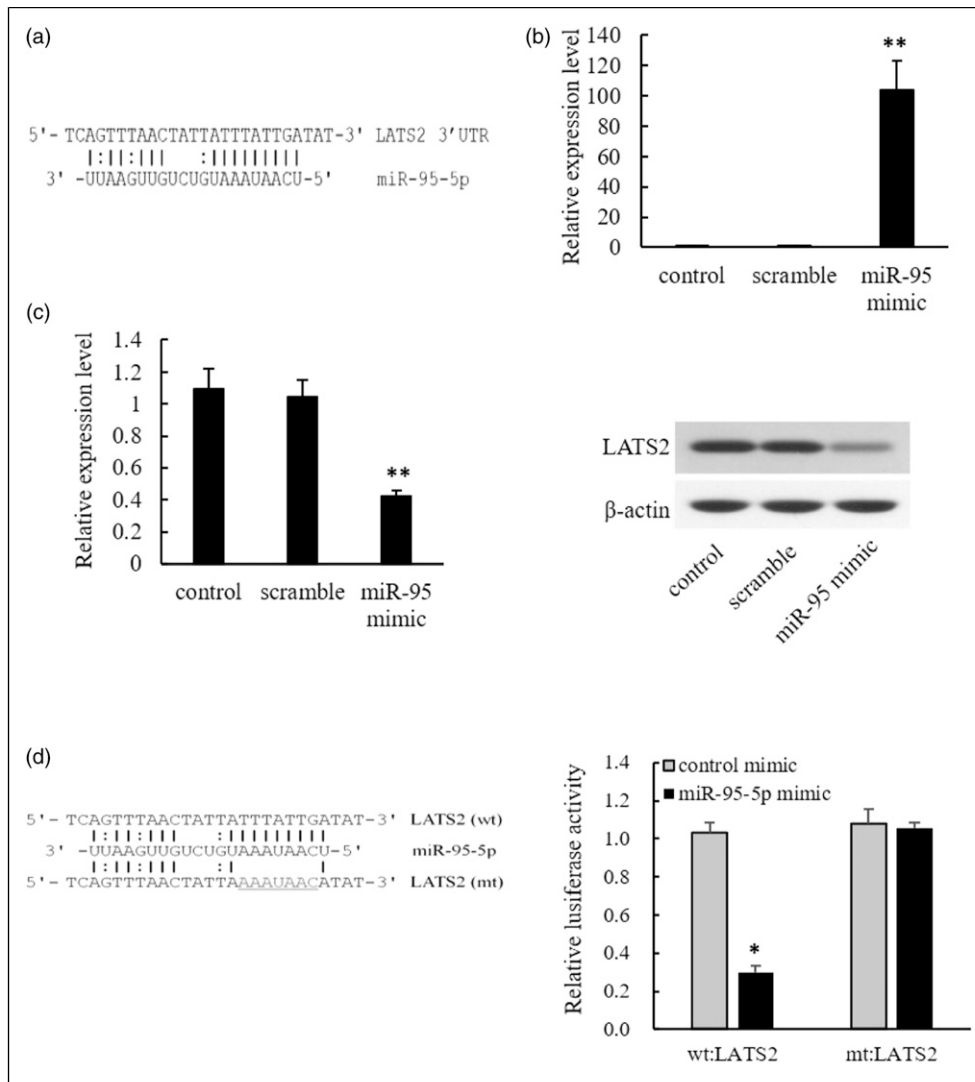 (a)
5'- TCAGTTTAACTATTATTTATTGATAT-3' LATS2 3'UTR
3' -UUAAGUUGUCUGUAAAUAACU-5' miR-95-5p
(b)
Relative expression level
140
120
100
80
60
40
20
0
**
control scramble miR-95
mimic
(c)
Relative expression level
1.4
1.2
1
0.8
0.6
0.4
0.2
0
**
control scramble miR-95
mimic
LATS2
β-actin
control
scramble
miR-95 mimic
(d)
5'- TCAGTTTAACTATTATTTATTGATAT-3' LATS2 (wt)
3' -UUAAGUUGUCUGUAAAUAACU-5' miR-95-5p
5'- TCAGTTTAACTATTAAAAUAACATAT-3' LATS2 (mt)
Relative lusiferase activity
1.4
1.2
1.0
0.8
0.6
0.4
0.2
0.0
control mimic
miR-95-5p mimic
*
wt:LATS2 mt:LATS2